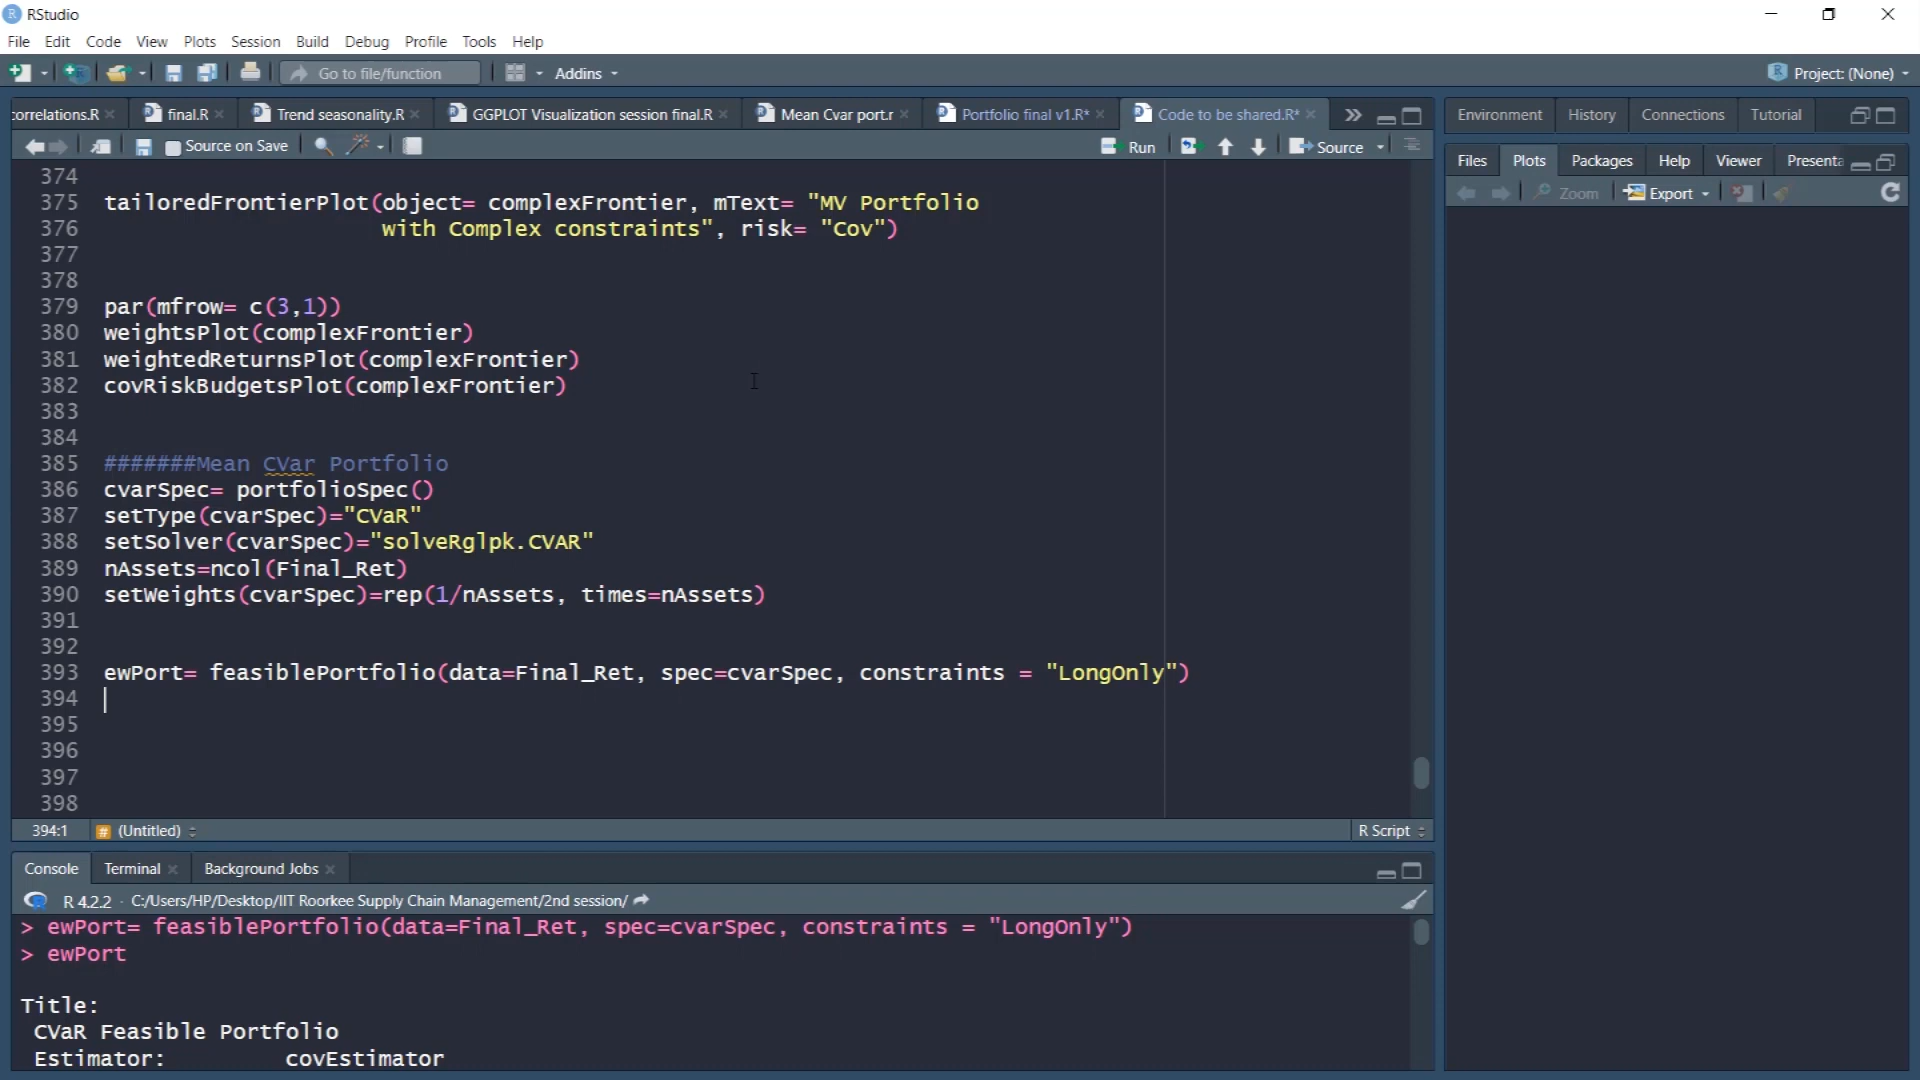 RStudio
File Edit Code View Plots Session Build Debug Profile Tools Help
Go to file/function Addins Project: (None)
correlations.R final.R Trend seasonality.R GGPLOT Visualization session final.R Mean Cvar port.r Portfolio final v1.R* Code to be shared.R*
Source on Save Run Source
374
375 tailoredFrontierPlot(object= complexFrontier, mText= "MV Portfolio
376 with Complex constraints", risk= "Cov")
377
378
379 par(mfrow= c(3,1))
380 weightsPlot(complexFrontier)
381 weightedReturnsPlot(complexFrontier)
382 covRiskBudgetsPlot(complexFrontier)
383
384
385 #######Mean CVar Portfolio
386 cvarSpec= portfolioSpec()
387 setType(cvarSpec)="CVaR"
388 setSolver(cvarSpec)="solveRglpk.CVAR"
389 nAssets=ncol(Final_Ret)
390 setWeights(cvarSpec)=rep(1/nAssets, times=nAssets)
391
392
393 ewPort= feasiblePortfolio(data=Final_Ret, spec=cvarSpec, constraints = "LongOnly")
394
395
396
397
398
394:1 # (Untitled) R Script
Console Terminal Background Jobs
R 4.2.2 · C:/Users/HP/Desktop/IIT Roorkee Supply Chain Management/2nd session/
> ewPort= feasiblePortfolio(data=Final_Ret, spec=cvarSpec, constraints = "LongOnly")
> ewPort
Title:
CVaR Feasible Portfolio
Estimator: covEstimator
Environment History Connections Tutorial
Files Plots Packages Help Viewer Presenta
Zoom Export